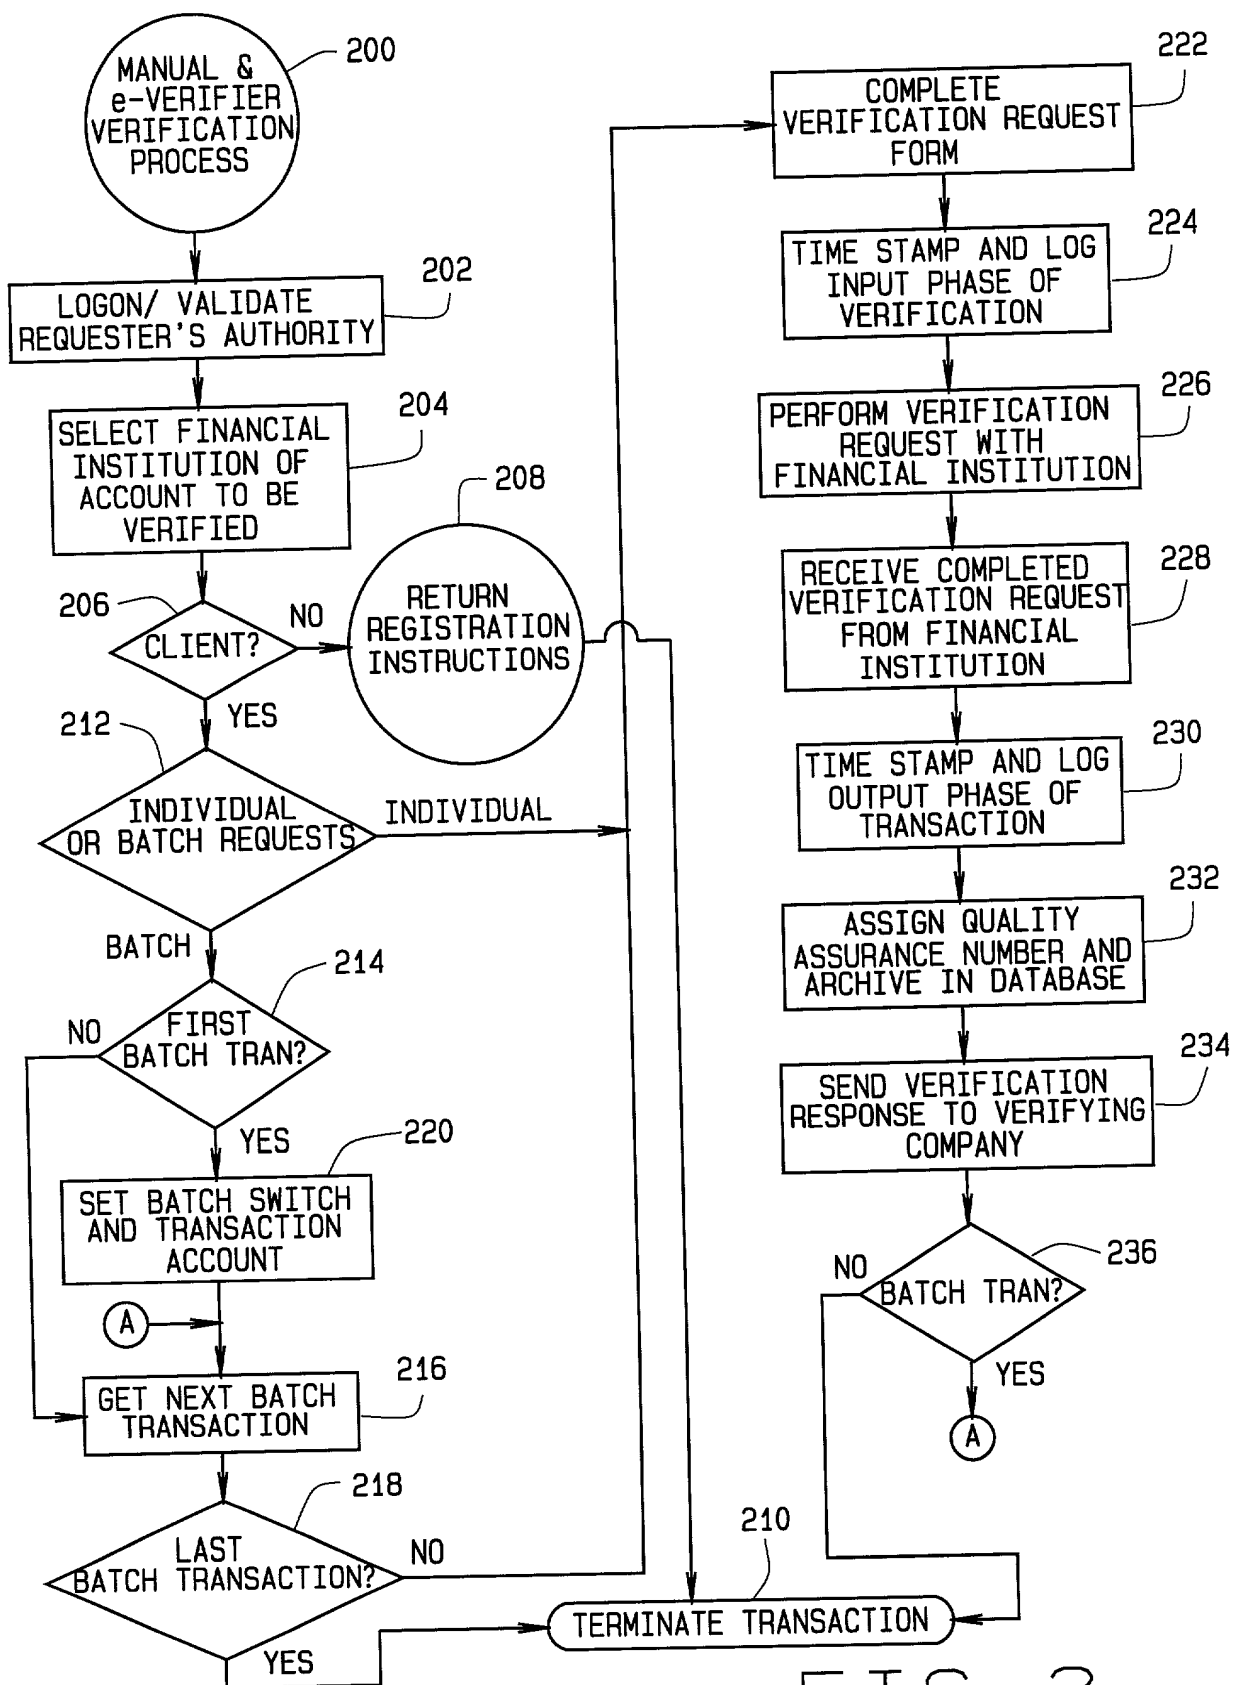 200
MANUAL &
e-VERIFIER
VERIFICATION
PROCESS
202
LOGON/ VALIDATE
REQUESTER'S AUTHORITY
204
SELECT FINANCIAL
INSTITUTION OF
ACCOUNT TO BE
VERIFIED
206
CLIENT?
NO
YES
208
RETURN
REGISTRATION
INSTRUCTIONS
212
INDIVIDUAL
OR BATCH REQUESTS
INDIVIDUAL
BATCH
214
FIRST
BATCH TRAN?
NO
YES
220
SET BATCH SWITCH
AND TRANSACTION
ACCOUNT
A
216
GET NEXT BATCH
TRANSACTION
218
LAST
BATCH TRANSACTION?
NO
YES
222
COMPLETE
VERIFICATION REQUEST
FORM
224
TIME STAMP AND LOG
INPUT PHASE OF
VERIFICATION
226
PERFORM VERIFICATION
REQUEST WITH
FINANCIAL INSTITUTION
228
RECEIVE COMPLETED
VERIFICATION REQUEST
FROM FINANCIAL
INSTITUTION
230
TIME STAMP AND LOG
OUTPUT PHASE OF
TRANSACTION
232
ASSIGN QUALITY
ASSURANCE NUMBER AND
ARCHIVE IN DATABASE
234
SEND VERIFICATION
RESPONSE TO VERIFYING
COMPANY
236
BATCH TRAN?
NO
YES
A
210
TERMINATE TRANSACTION